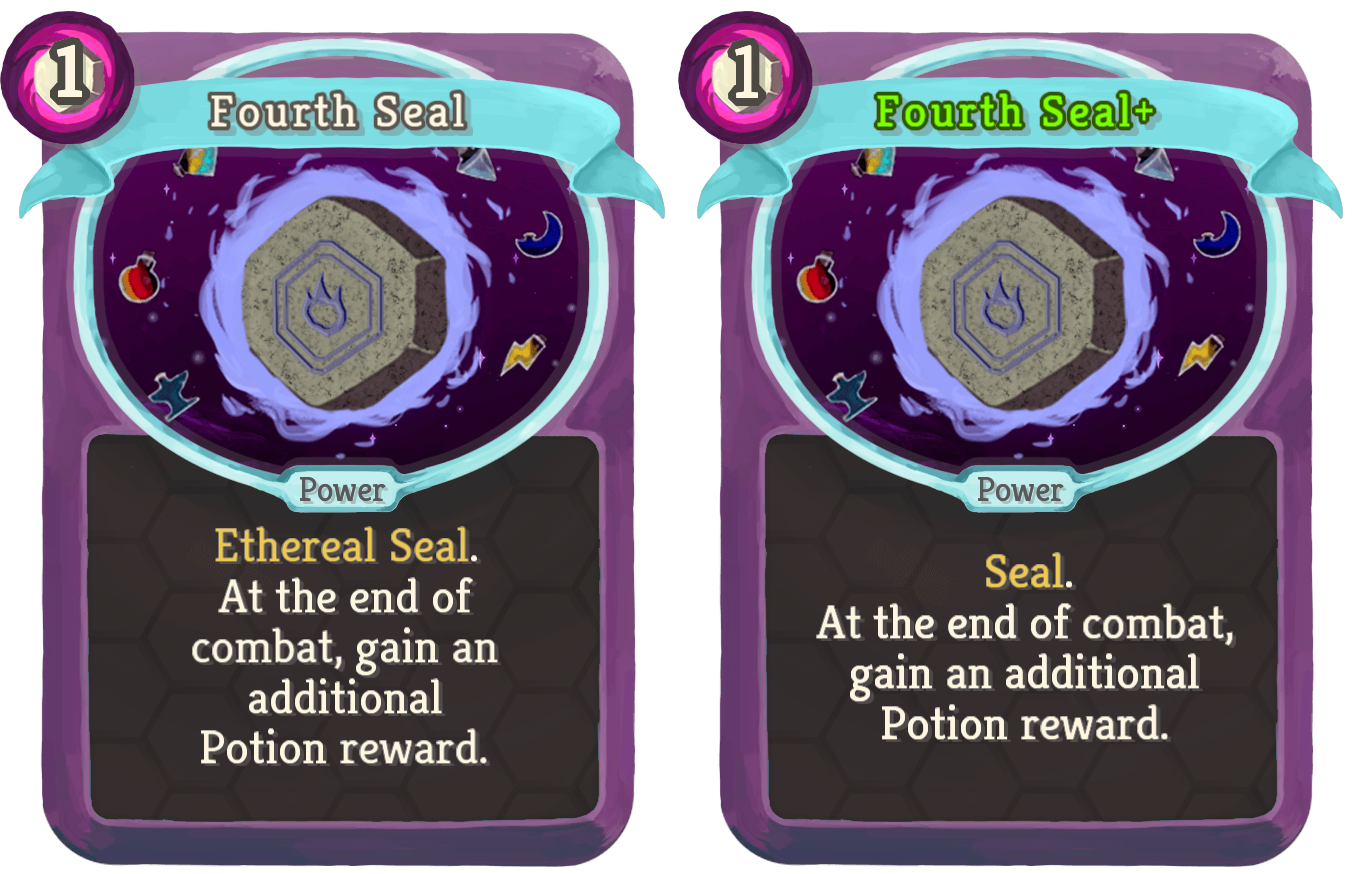 1
Fourth Seal
Power
Ethereal Seal.
At the end of
combat, gain an
additional
Potion reward.
1
Fourth Seal+
Power
Seal.
At the end of combat,
gain an additional
Potion reward.